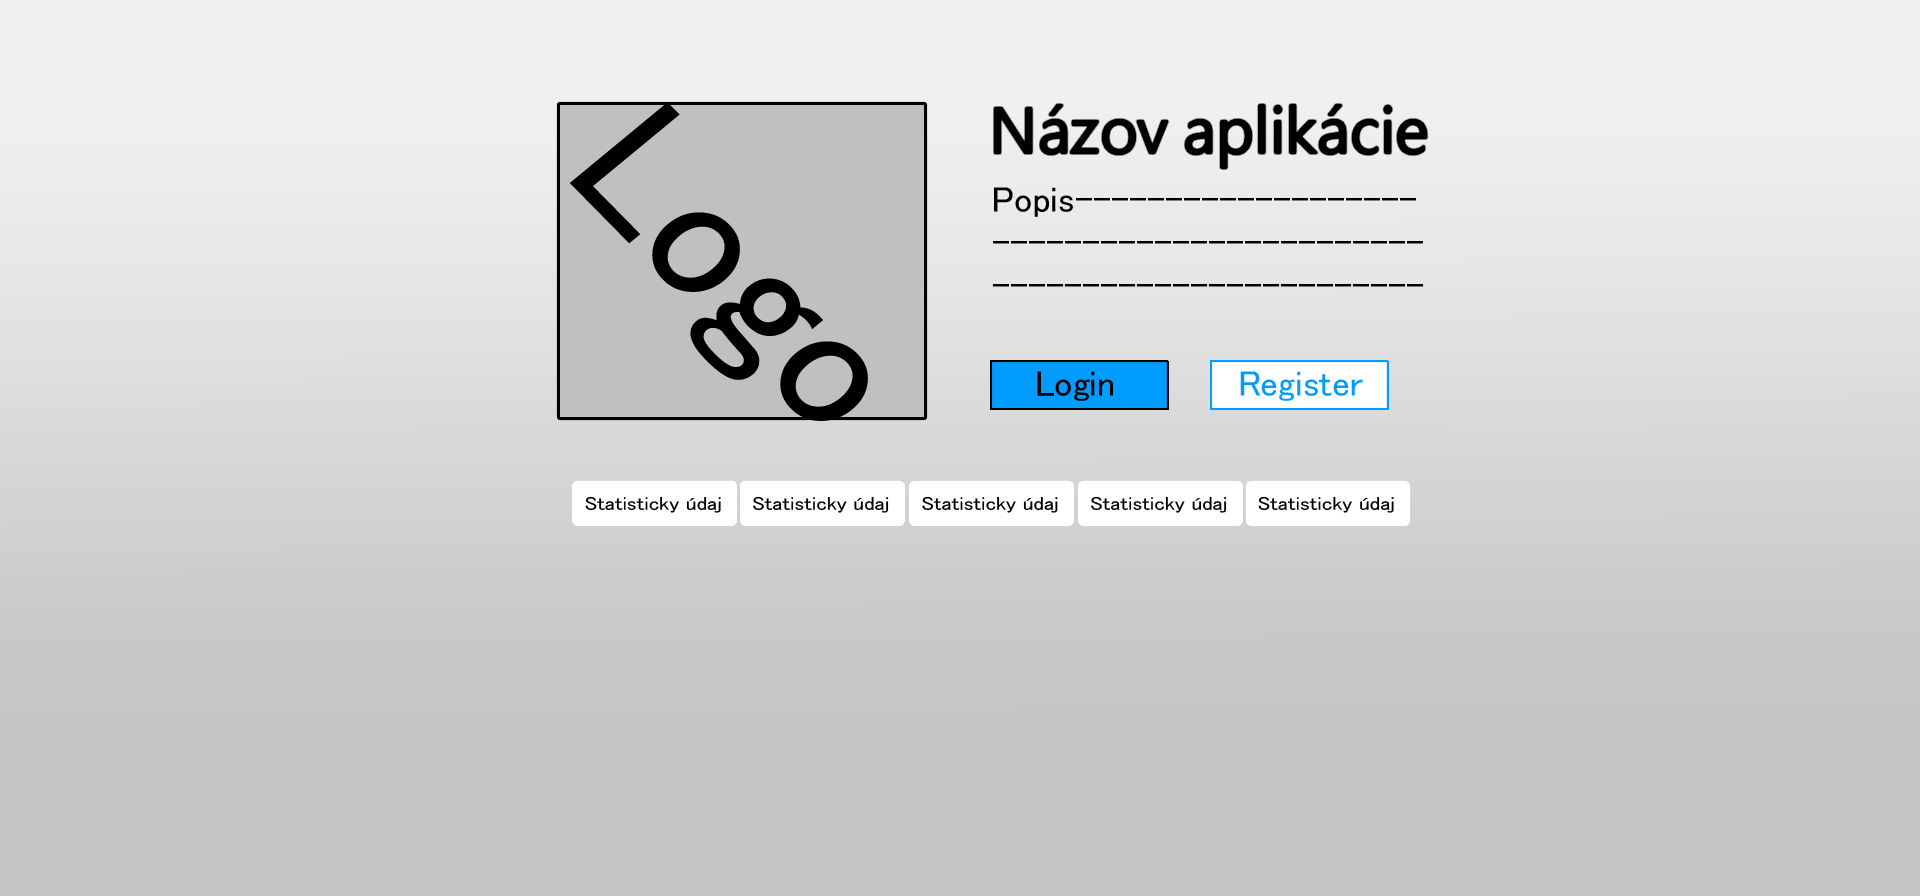 Logo
Názov aplikácie
Popis-------------------
------------------------
------------------------
Login
Register
Statisticky údaj
Statisticky údaj
Statisticky údaj
Statisticky údaj
Statisticky údaj